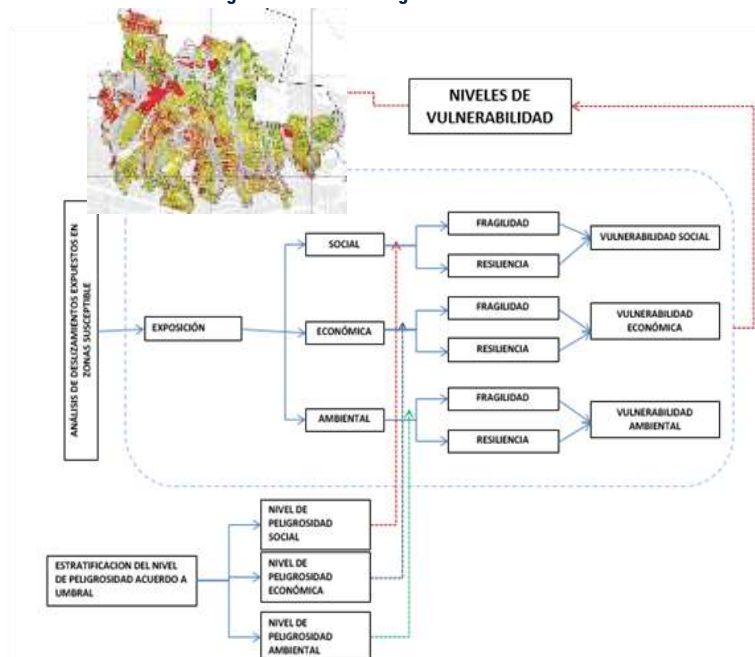 NIVELES DE
VULNERABILIDAD
ANÁLISIS DE DESLIZAMIENTOS EXPUESTOS EN
ZONAS SUSCEPTIBLE
EXPOSICIÓN
SOCIAL
FRAGILIDAD
RESILIENCIA
VULNERABILIDAD SOCIAL
ECONÓMICA
FRAGILIDAD
RESILIENCIA
VULNERABILIDAD
ECONÓMICA
AMBIENTAL
FRAGILIDAD
RESILIENCIA
VULNERABILIDAD
AMBIENTAL
ESTRATIFICACION DEL NIVEL
DE PELIGROSIDAD ACUERDO A
UMBRAL
NIVEL DE
PELIGROSIDAD
SOCIAL
NIVEL DE
PELIGROSIDAD
ECONÓMICA
NIVEL DE
PELIGROSIDAD
AMBIENTAL